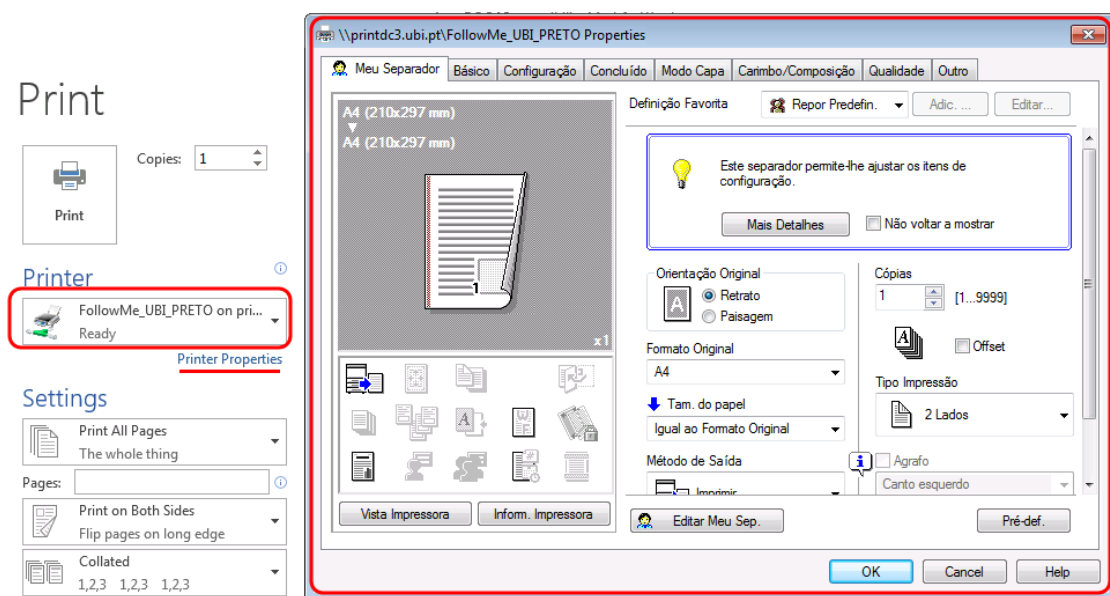 Print
Copies: 1
Print
Printer
FollowMe_UBI_PRETO on pri...
Ready
Printer Properties
Settings
Print All Pages
The whole thing
Pages:
Print on Both Sides
Flip pages on long edge
Collated
1,2,3 1,2,3 1,2,3
\\printdc3.ubi.pt\FollowMe_UBI_PRETO Properties
Meu Separador Básico Configuração Concluído Modo Capa Carimbo/Composição Qualidade Outro
A4 (210x297 mm)
A4 (210x297 mm)
1
x1
Vista Impressora Inform. Impressora
Definição Favorita Repor Predefin. Adic. ... Editar...
Este separador permite-lhe ajustar os itens de
configuração.
Mais Detalhes Não voltar a mostrar
Orientação Original
A
Retrato
Paisagem
Formato Original
A4
Tam. do papel
Igual ao Formato Original
Método de Saída
Imprimir
Cópias
1 [1...9999]
Offset
Tipo Impressão
2 Lados
Agrafo
Canto esquerdo
Editar Meu Sep. Pré-def.
OK Cancel Help